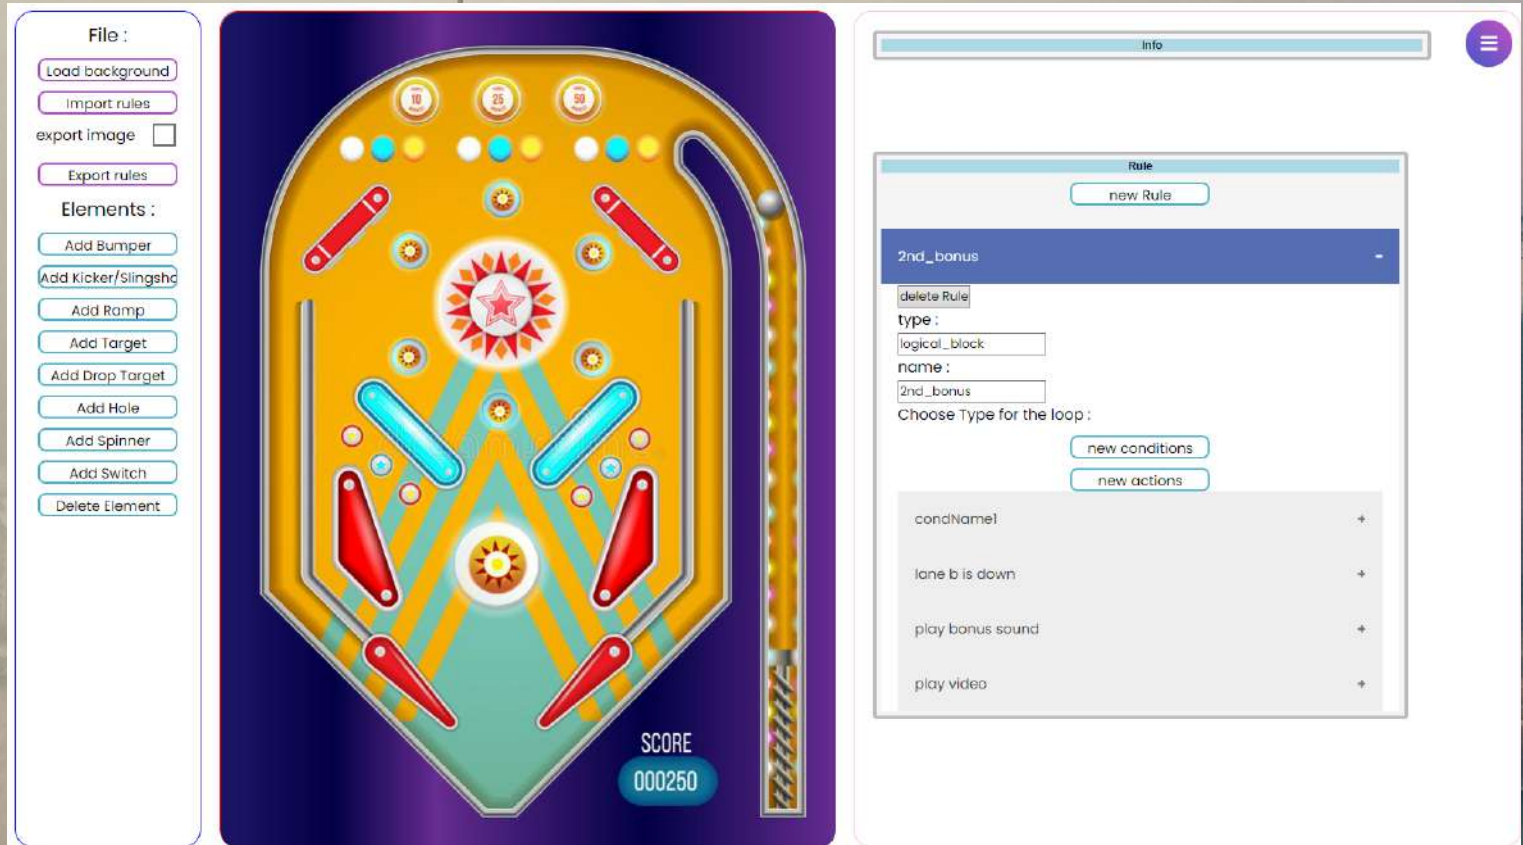 File :
Load background
Import rules
export image
Export rules
Elements :
Add Bumper
Add Kicker/Slingsho
Add Ramp
Add Target
Add Drop Target
Add Hole
Add Spinner
Add Switch
Delete Element
10
25
50
SCORE
000250
Info
Rule
new Rule
2nd_bonus
-
delete Rule
type :
logical_block
name :
2nd_bonus
Choose Type for the loop :
new conditions
new actions
condName1 +
lane b is down +
play bonus sound +
play video +